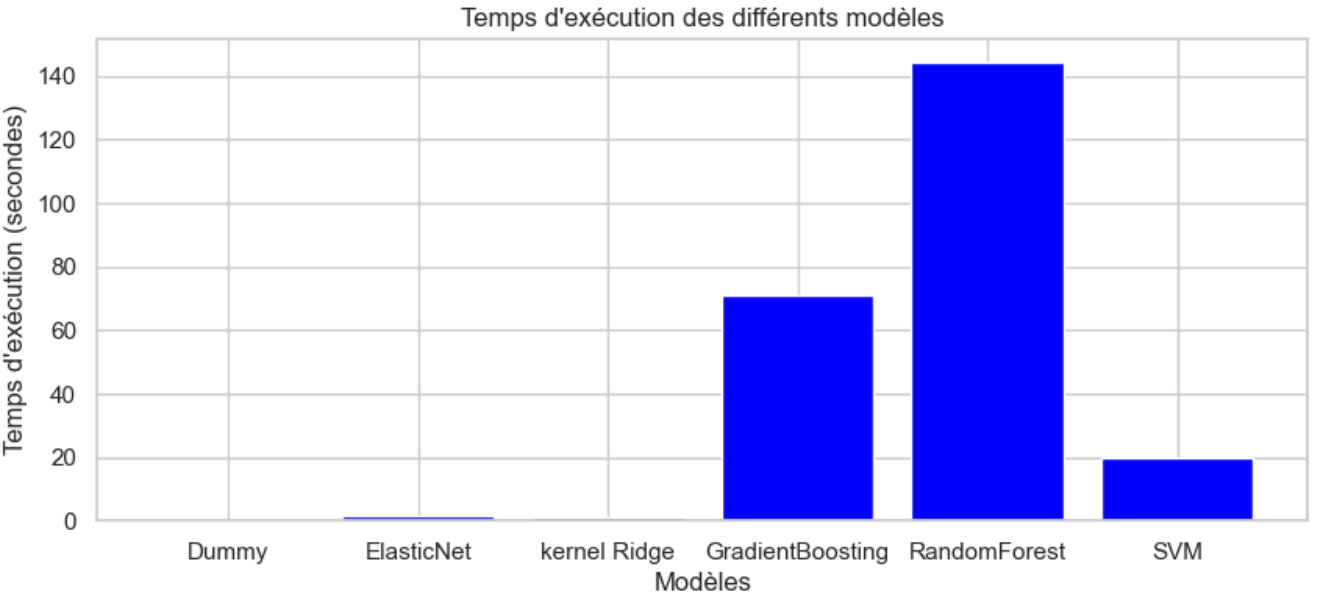 Temps d'exécution des différents modèles
Temps d'exécution (secondes)
140
120
100
80
60
40
20
0
Dummy ElasticNet kernel Ridge GradientBoosting RandomForest SVM
Modèles